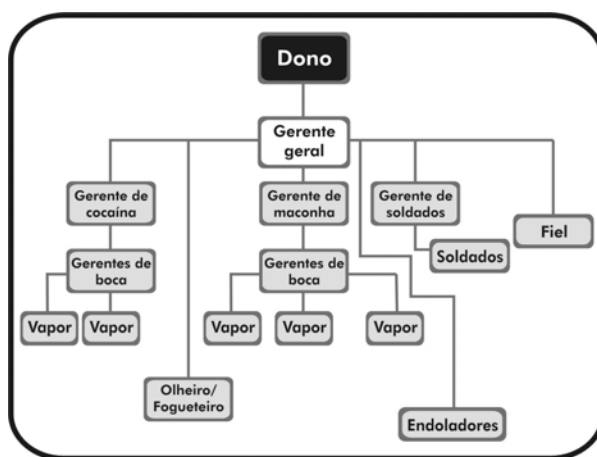 Dono
Gerente
geral
Gerente de
cocaína
Gerente de
maconha
Gerente de
soldados
Fiel
Soldados
Gerentes de
boca
Gerentes de
boca
Vapor
Vapor
Vapor
Vapor
Vapor
Olheiro/
Fogueteiro
Endoladores